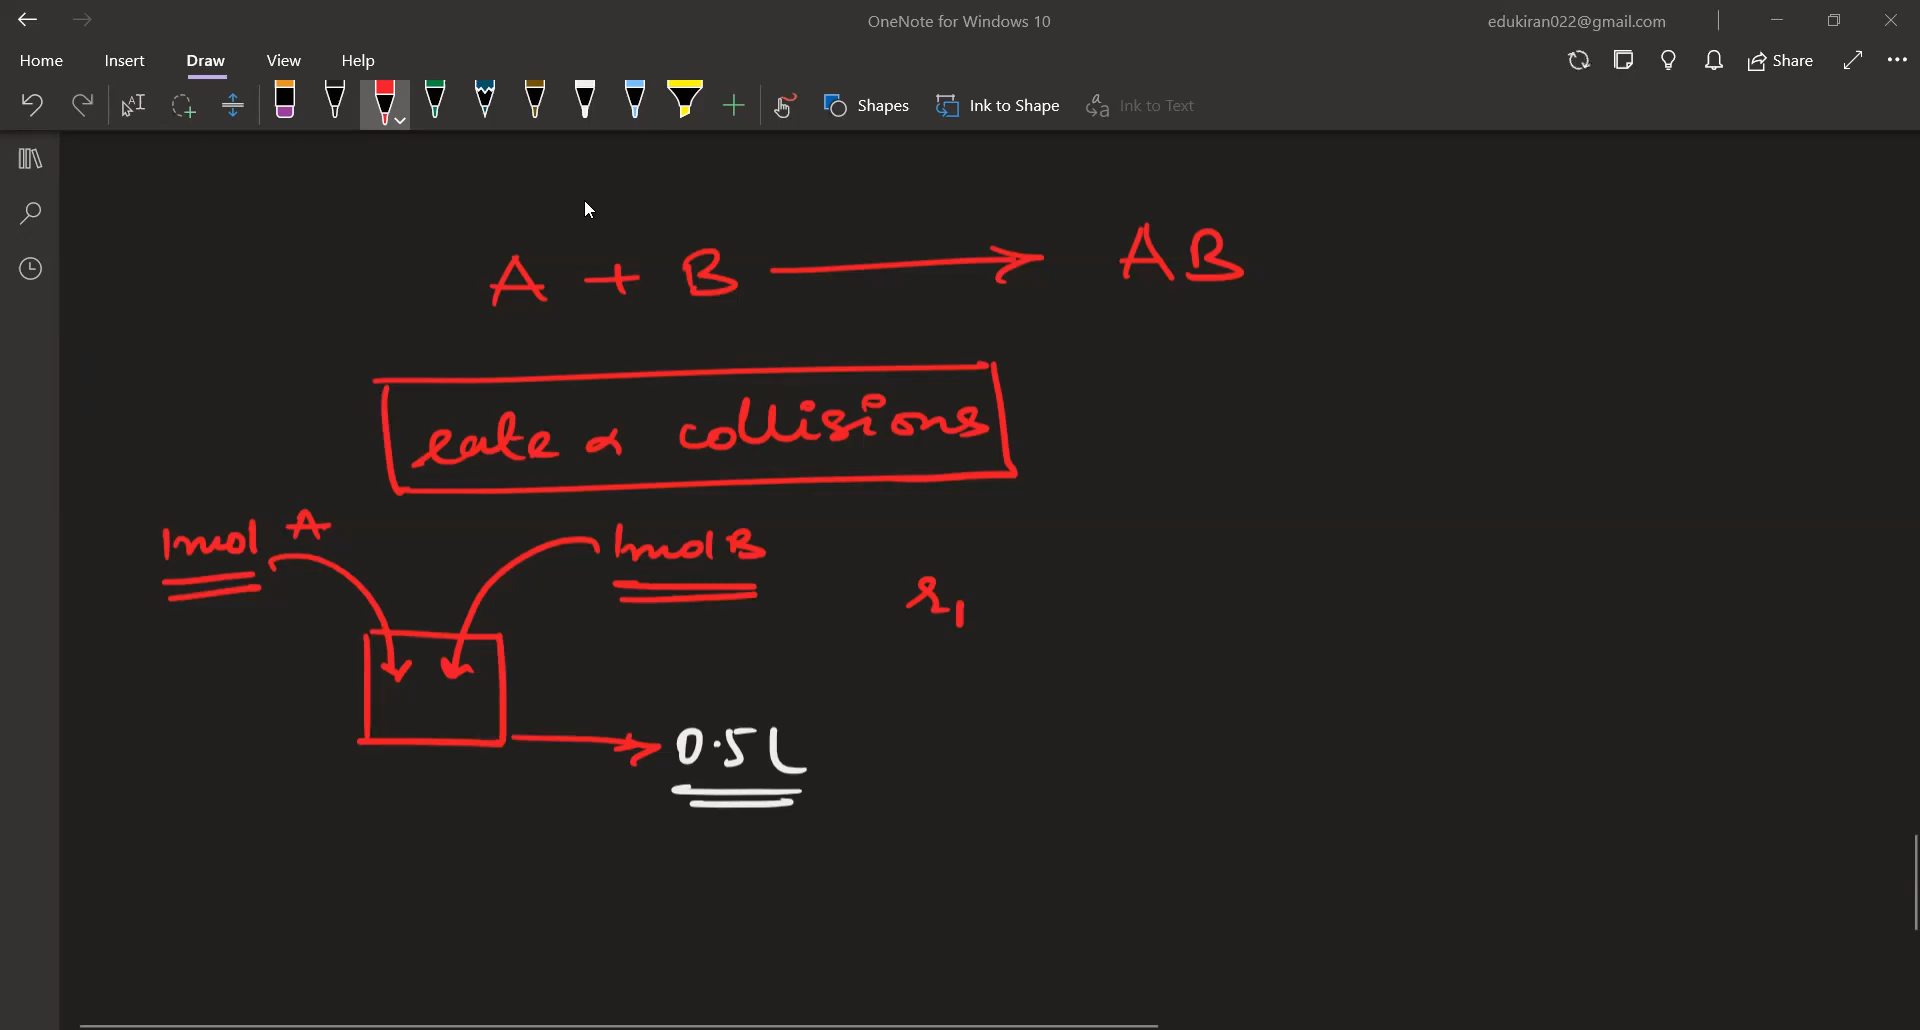 OneNote for Windows 10
edukiran022@gmail.com
Home Insert Draw View Help
Share
Shapes Ink to Shape Ink to Text
A + B ⟶ AB
rate α collisions
1mol A 1mol B
r₁
0.5L